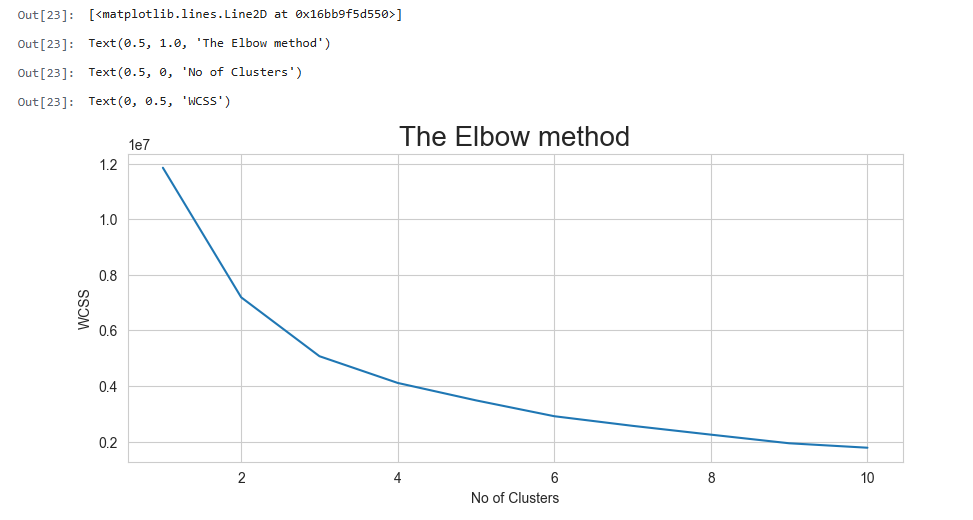 Out[23]: [<matplotlib.lines.Line2D at 0x16bb9f5d550>]
Out[23]: Text(0.5, 1.0, 'The Elbow method')
Out[23]: Text(0.5, 0, 'No of Clusters')
Out[23]: Text(0, 0.5, 'WCSS')
The Elbow method
1e7
1.2
1.0
0.8
0.6
0.4
0.2
WCSS
2 4 6 8 10
No of Clusters